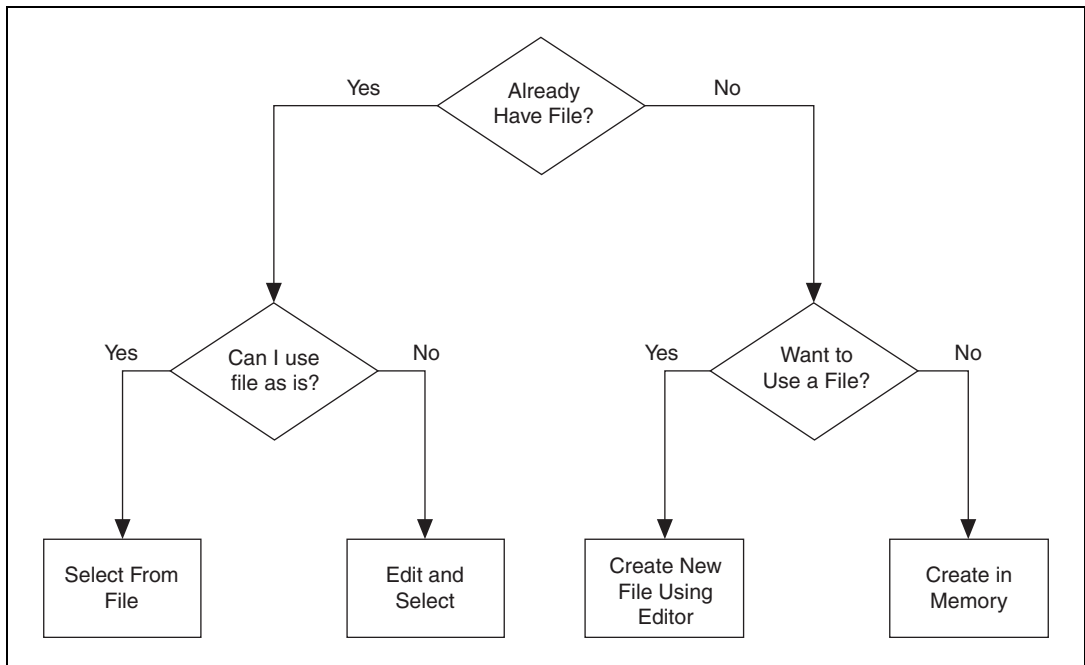 Already
Have File?
Yes
No
Can I use
file as is?
Yes
No
Want to
Use a File?
Yes
No
Select From
File
Edit and
Select
Create New
File Using
Editor
Create in
Memory